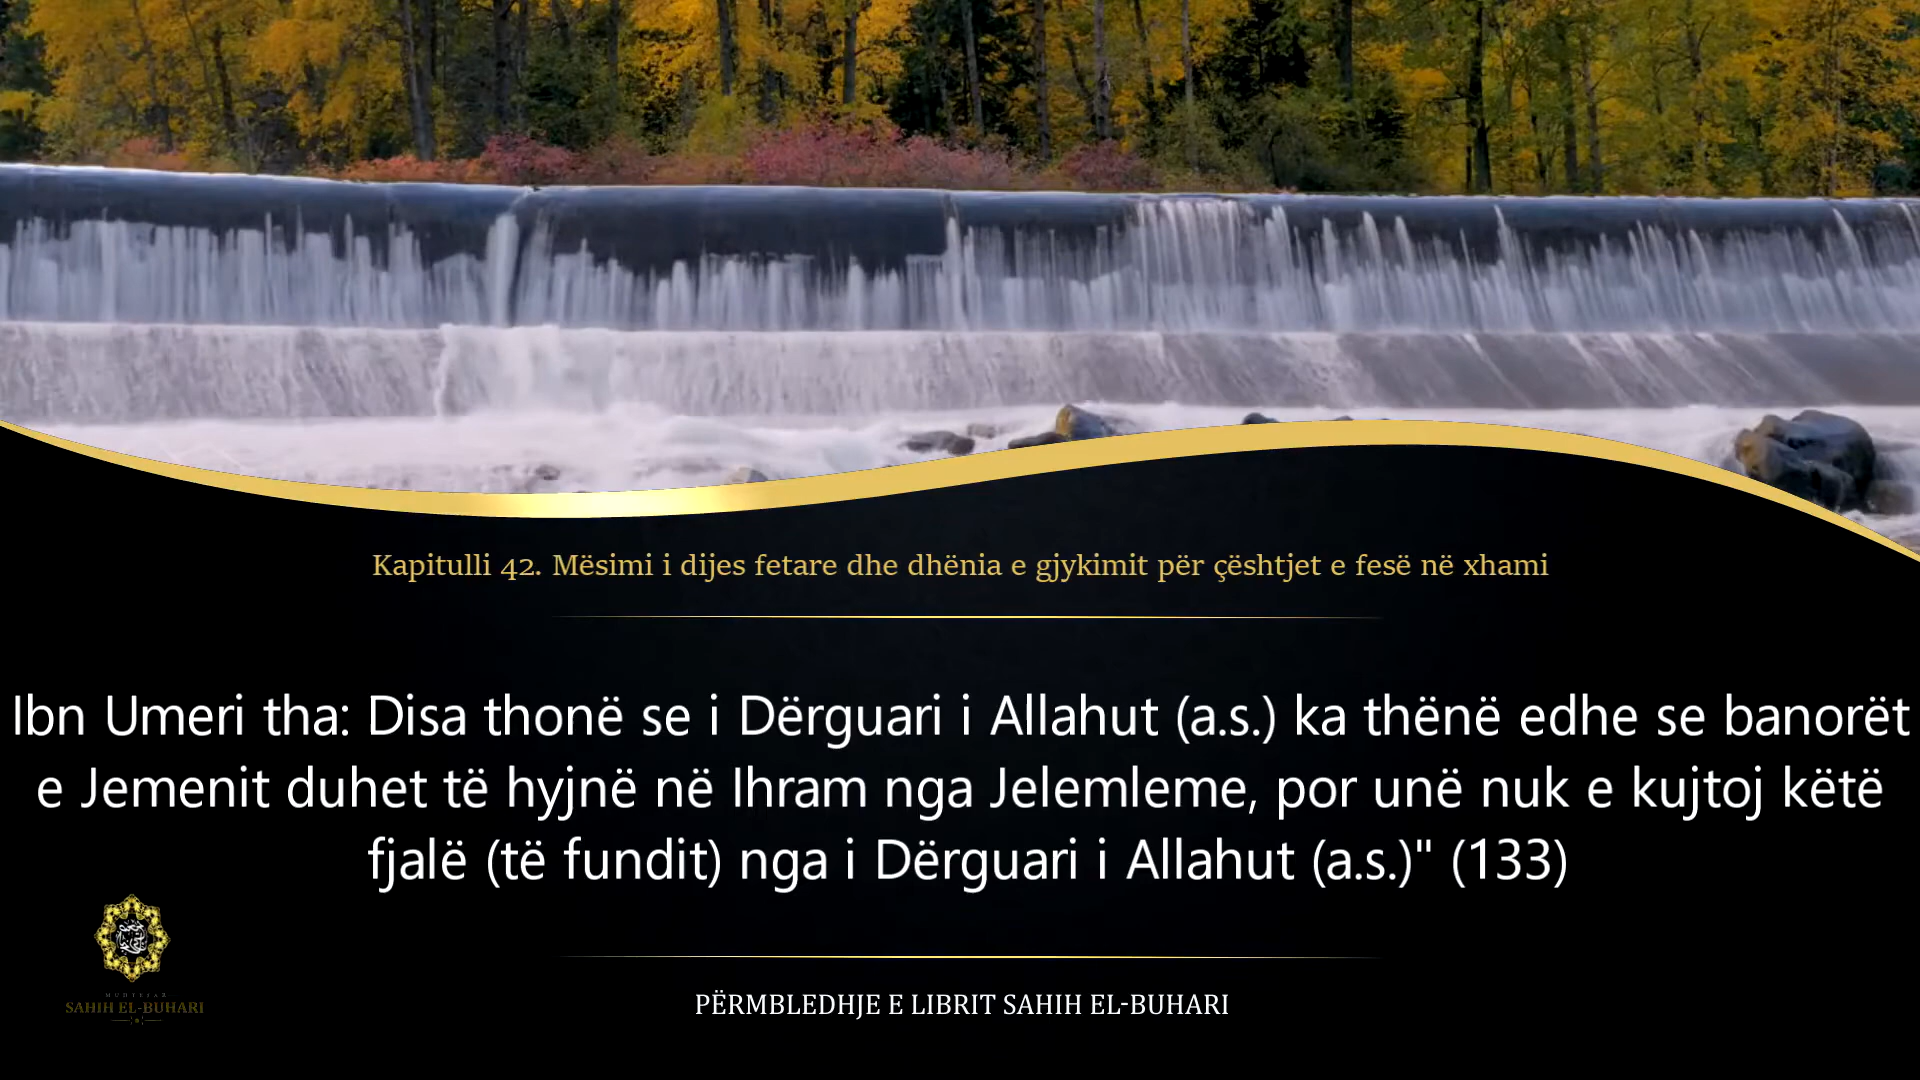 Kapitulli 42. Mësimi i dijes fetare dhe dhënia e gjykimit për çështjet e fesë në xhami
Ibn Umeri tha: Disa thonë se i Dërguari i Allahut (a.s.) ka thënë edhe se banorët
e Jemenit duhet të hyjnë në Ihram nga Jelemleme, por unë nuk e kujtoj këtë
fjalë (të fundit) nga i Dërguari i Allahut (a.s.)" (133)
SAHIH EL-BUHARI
PËRMBLEDHJE E LIBRIT SAHIH EL-BUHARI